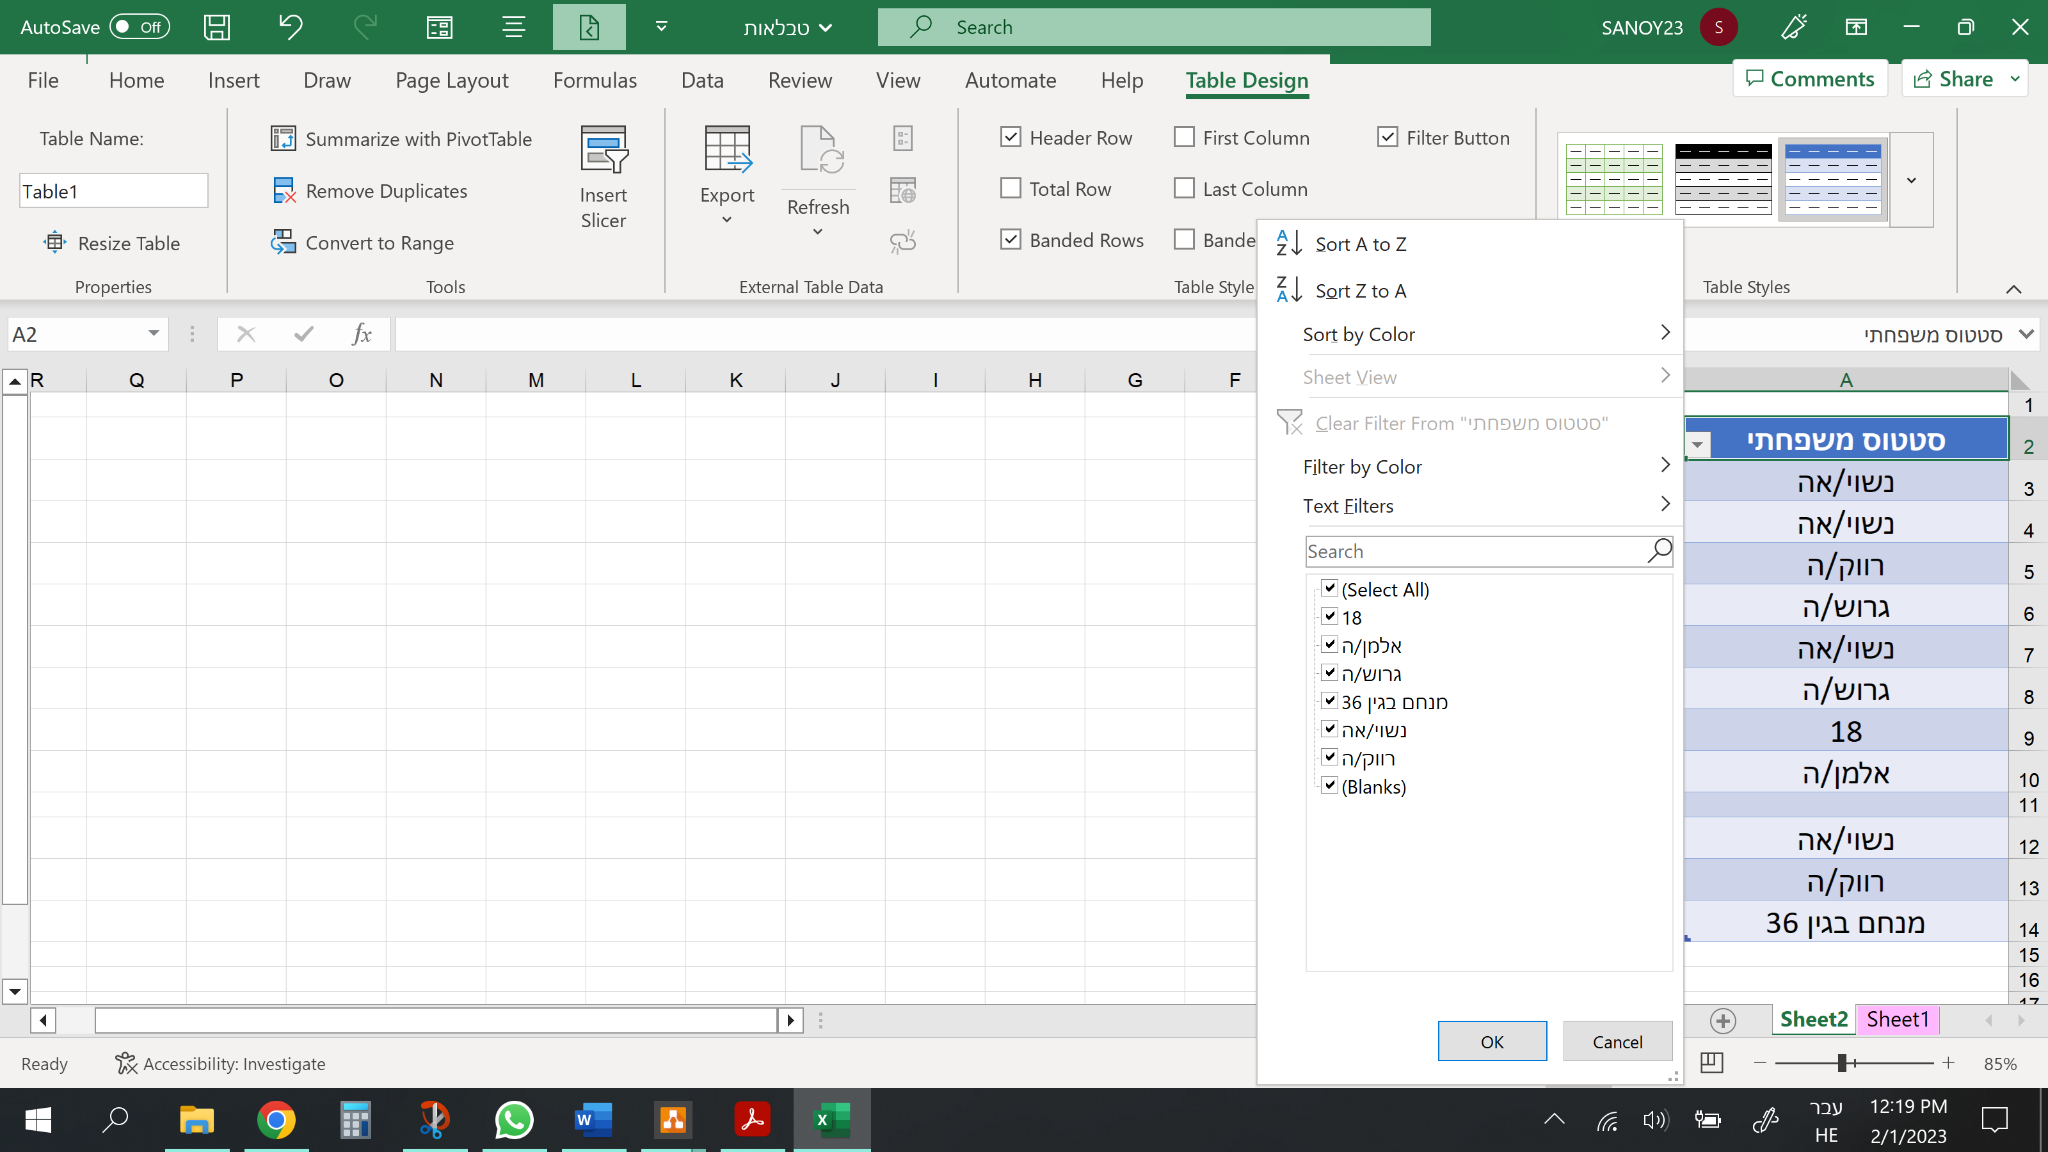 AutoSave Off טבלאות Search SANOY23 S
File Home Insert Draw Page Layout Formulas Data Review View Automate Help Table Design Comments Share
Table Name:
Table1
Resize Table
Properties
Summarize with PivotTable
Remove Duplicates
Convert to Range
Insert
Slicer
Tools
Export
Refresh
External Table Data
Header Row
Total Row
Banded Rows
First Column
Last Column
Bande
Filter Button
Table Style
Table Styles
A2
fx
סטטוס משפחתי
R Q P O N M L K J I H G F A
Sort A to Z
Sort Z to A
Sort by Color
Sheet View
Clear Filter From "סטטוס משפחתי"
Filter by Color
Text Filters
Search
(Select All)
18
אלמן/ה
גרוש/ה
מנחם בגין 36
נשוי/אה
רווק/ה
(Blanks)
OK Cancel
1
סטטוס משפחתי 2
נשוי/אה 3
נשוי/אה 4
רווק/ה 5
גרוש/ה 6
נשוי/אה 7
גרוש/ה 8
18 9
אלמן/ה 10
11
נשוי/אה 12
רווק/ה 13
מנחם בגין 36 14
15
16
17
Sheet2 Sheet1
Ready Accessibility: Investigate 85%
עבר
HE
12:19 PM
2/1/2023